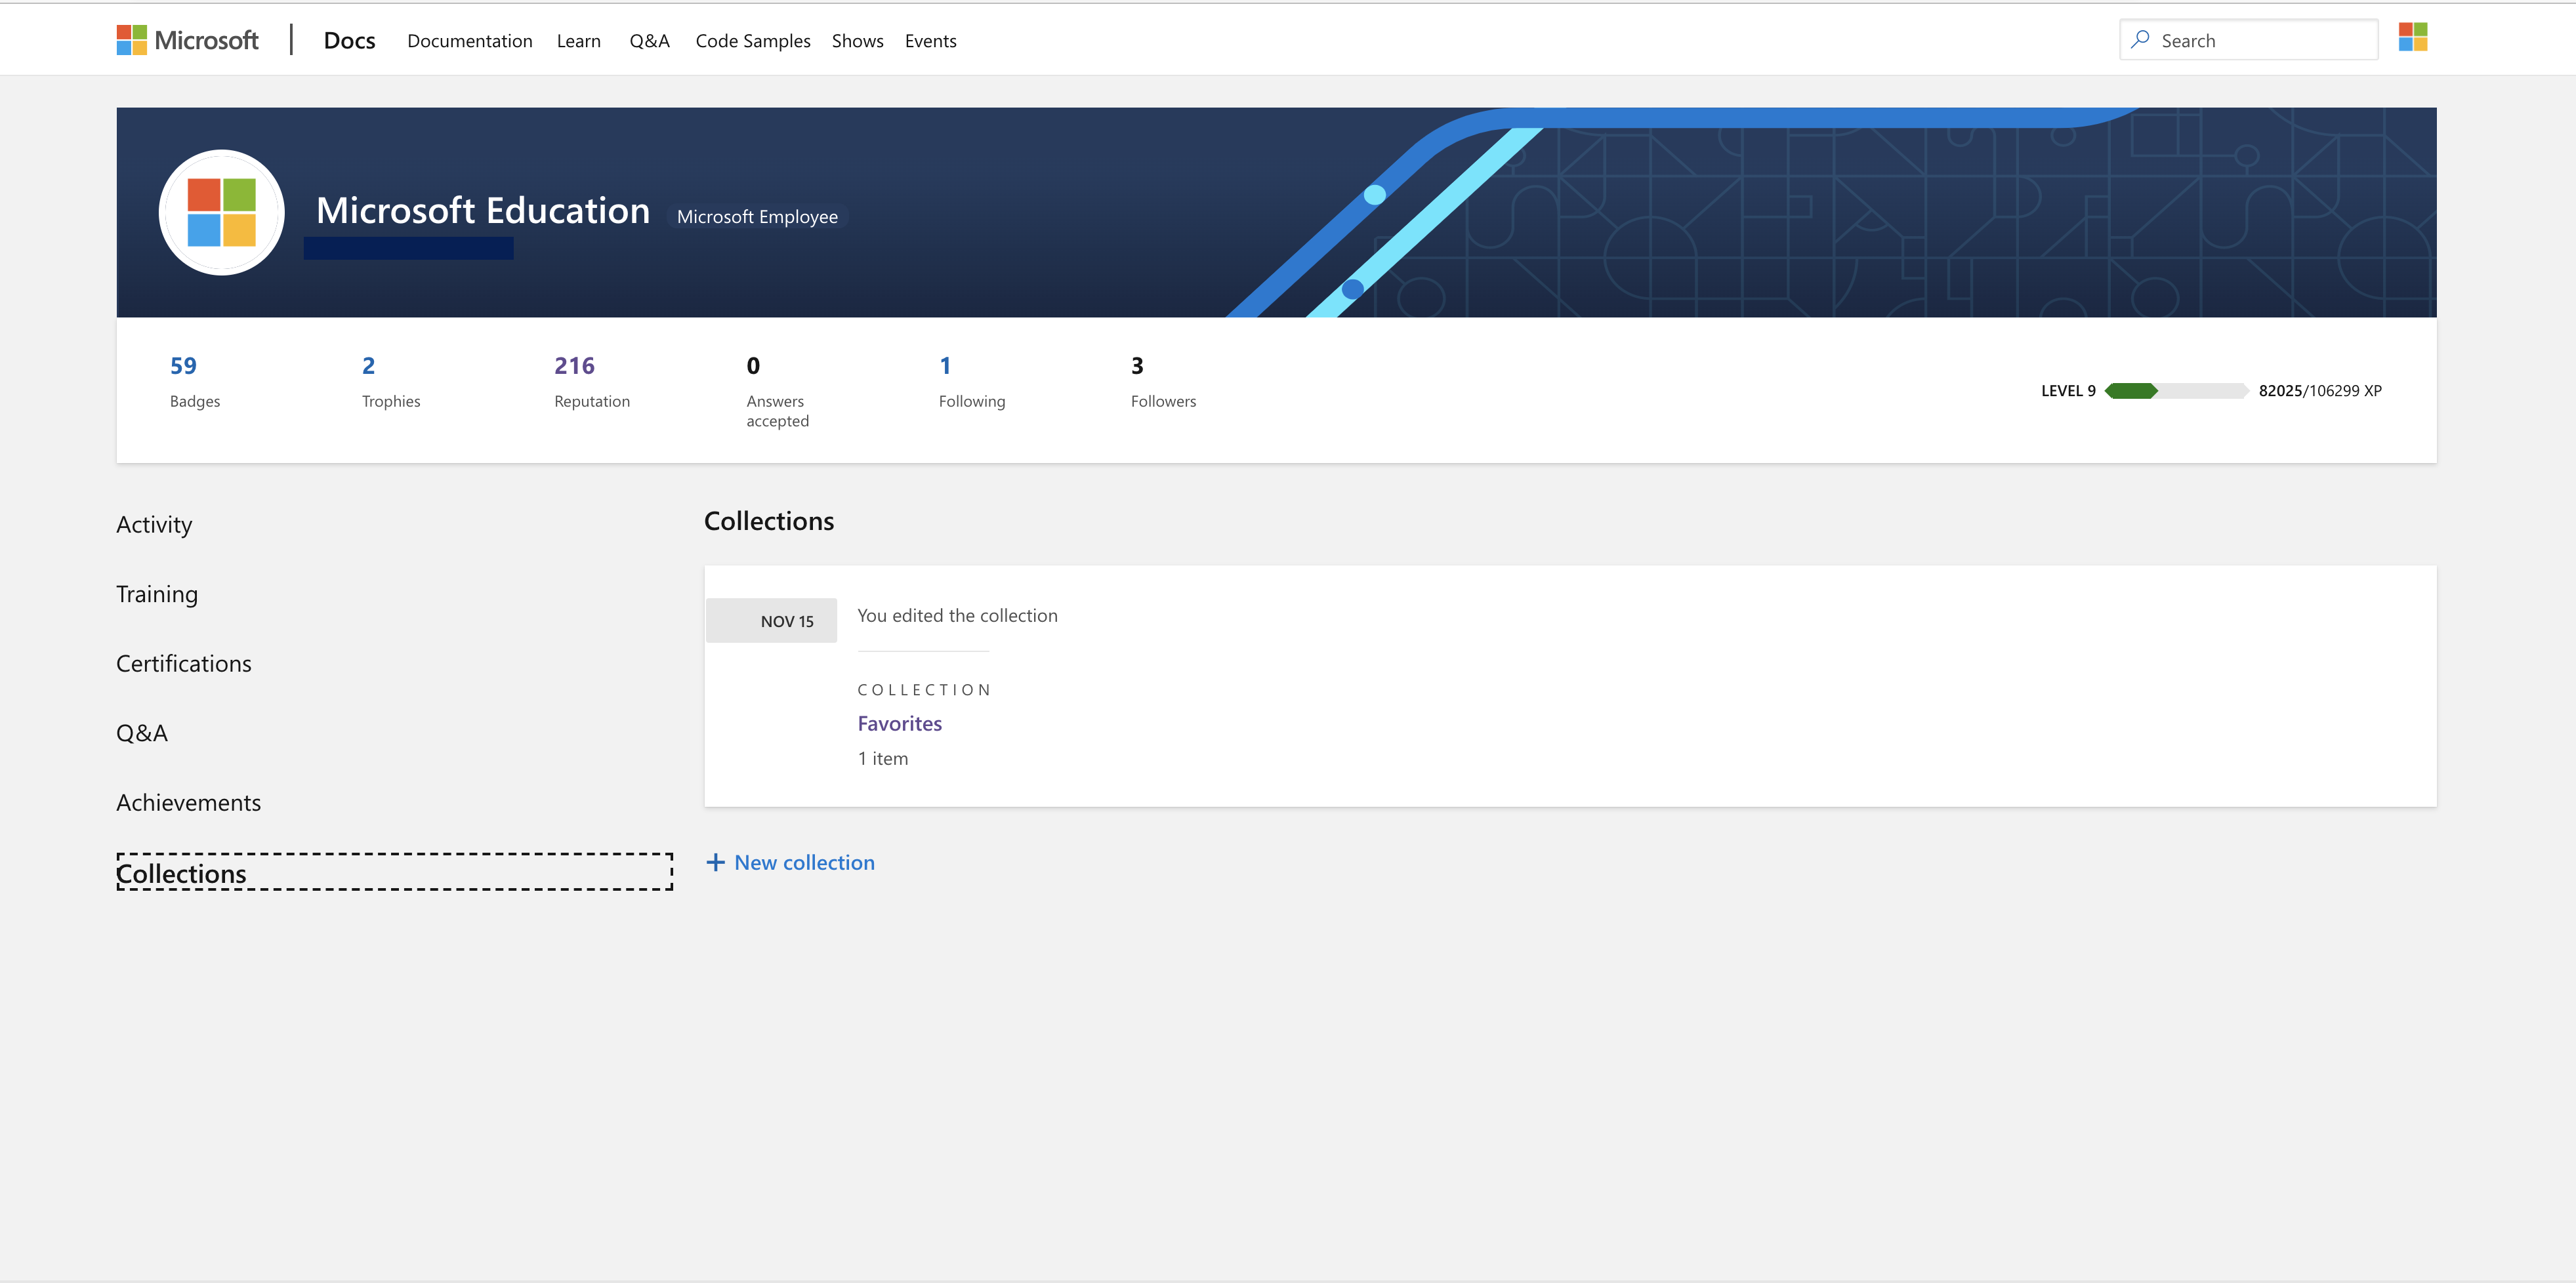 Microsoft | Docs Documentation Learn Q&A Code Samples Shows Events Search
Microsoft Education Microsoft Employee
59 2 216 0 1 3
Badges Trophies Reputation Answers accepted Following Followers
LEVEL 9 82025/106299 XP
Activity
Training
Certifications
Q&A
Achievements
Collections
Collections
NOV 15 You edited the collection
COLLECTION
Favorites
1 item
+ New collection